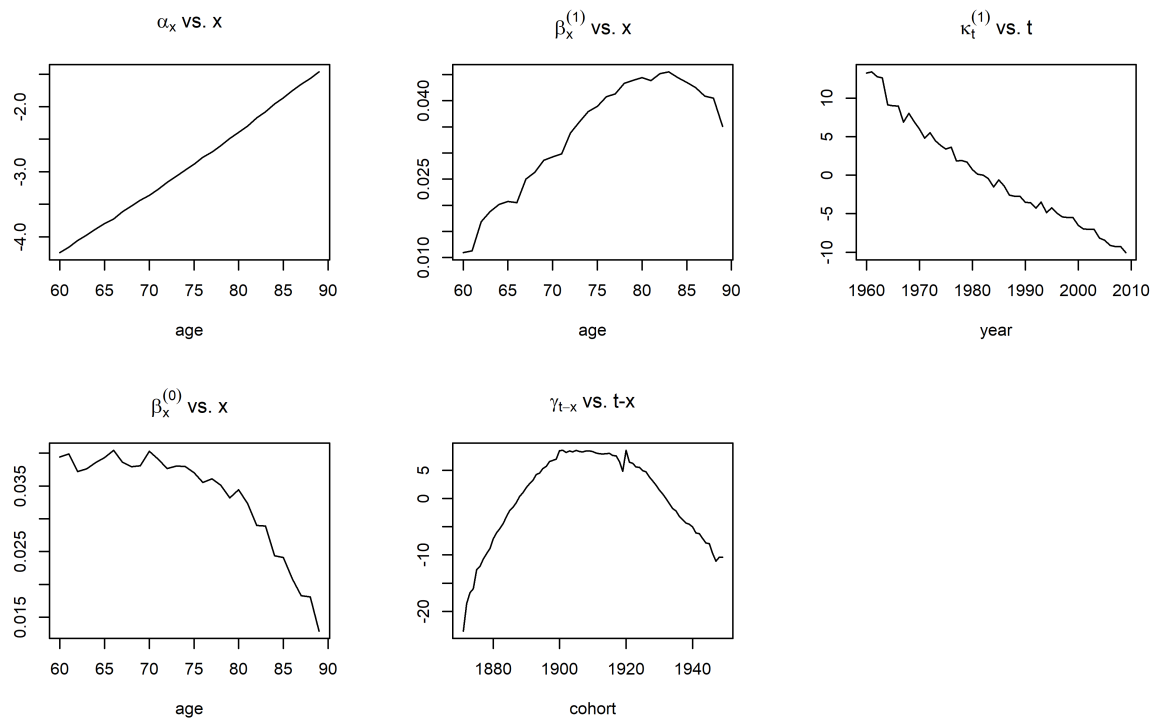 αₓ vs. x
βₓ⁽¹⁾ vs. x
κₜ⁽¹⁾ vs. t
-2.0
-3.0
-4.0
60 65 70 75 80 85 90
age
0.040
0.025
0.010
60 65 70 75 80 85 90
age
10
5
0
-5
-10
1960 1970 1980 1990 2000 2010
year
βₓ⁽⁰⁾ vs. x
γₜ₋ₓ vs. t-x
0.035
0.025
0.015
60 65 70 75 80 85 90
age
5
0
-10
-20
1880 1900 1920 1940
cohort